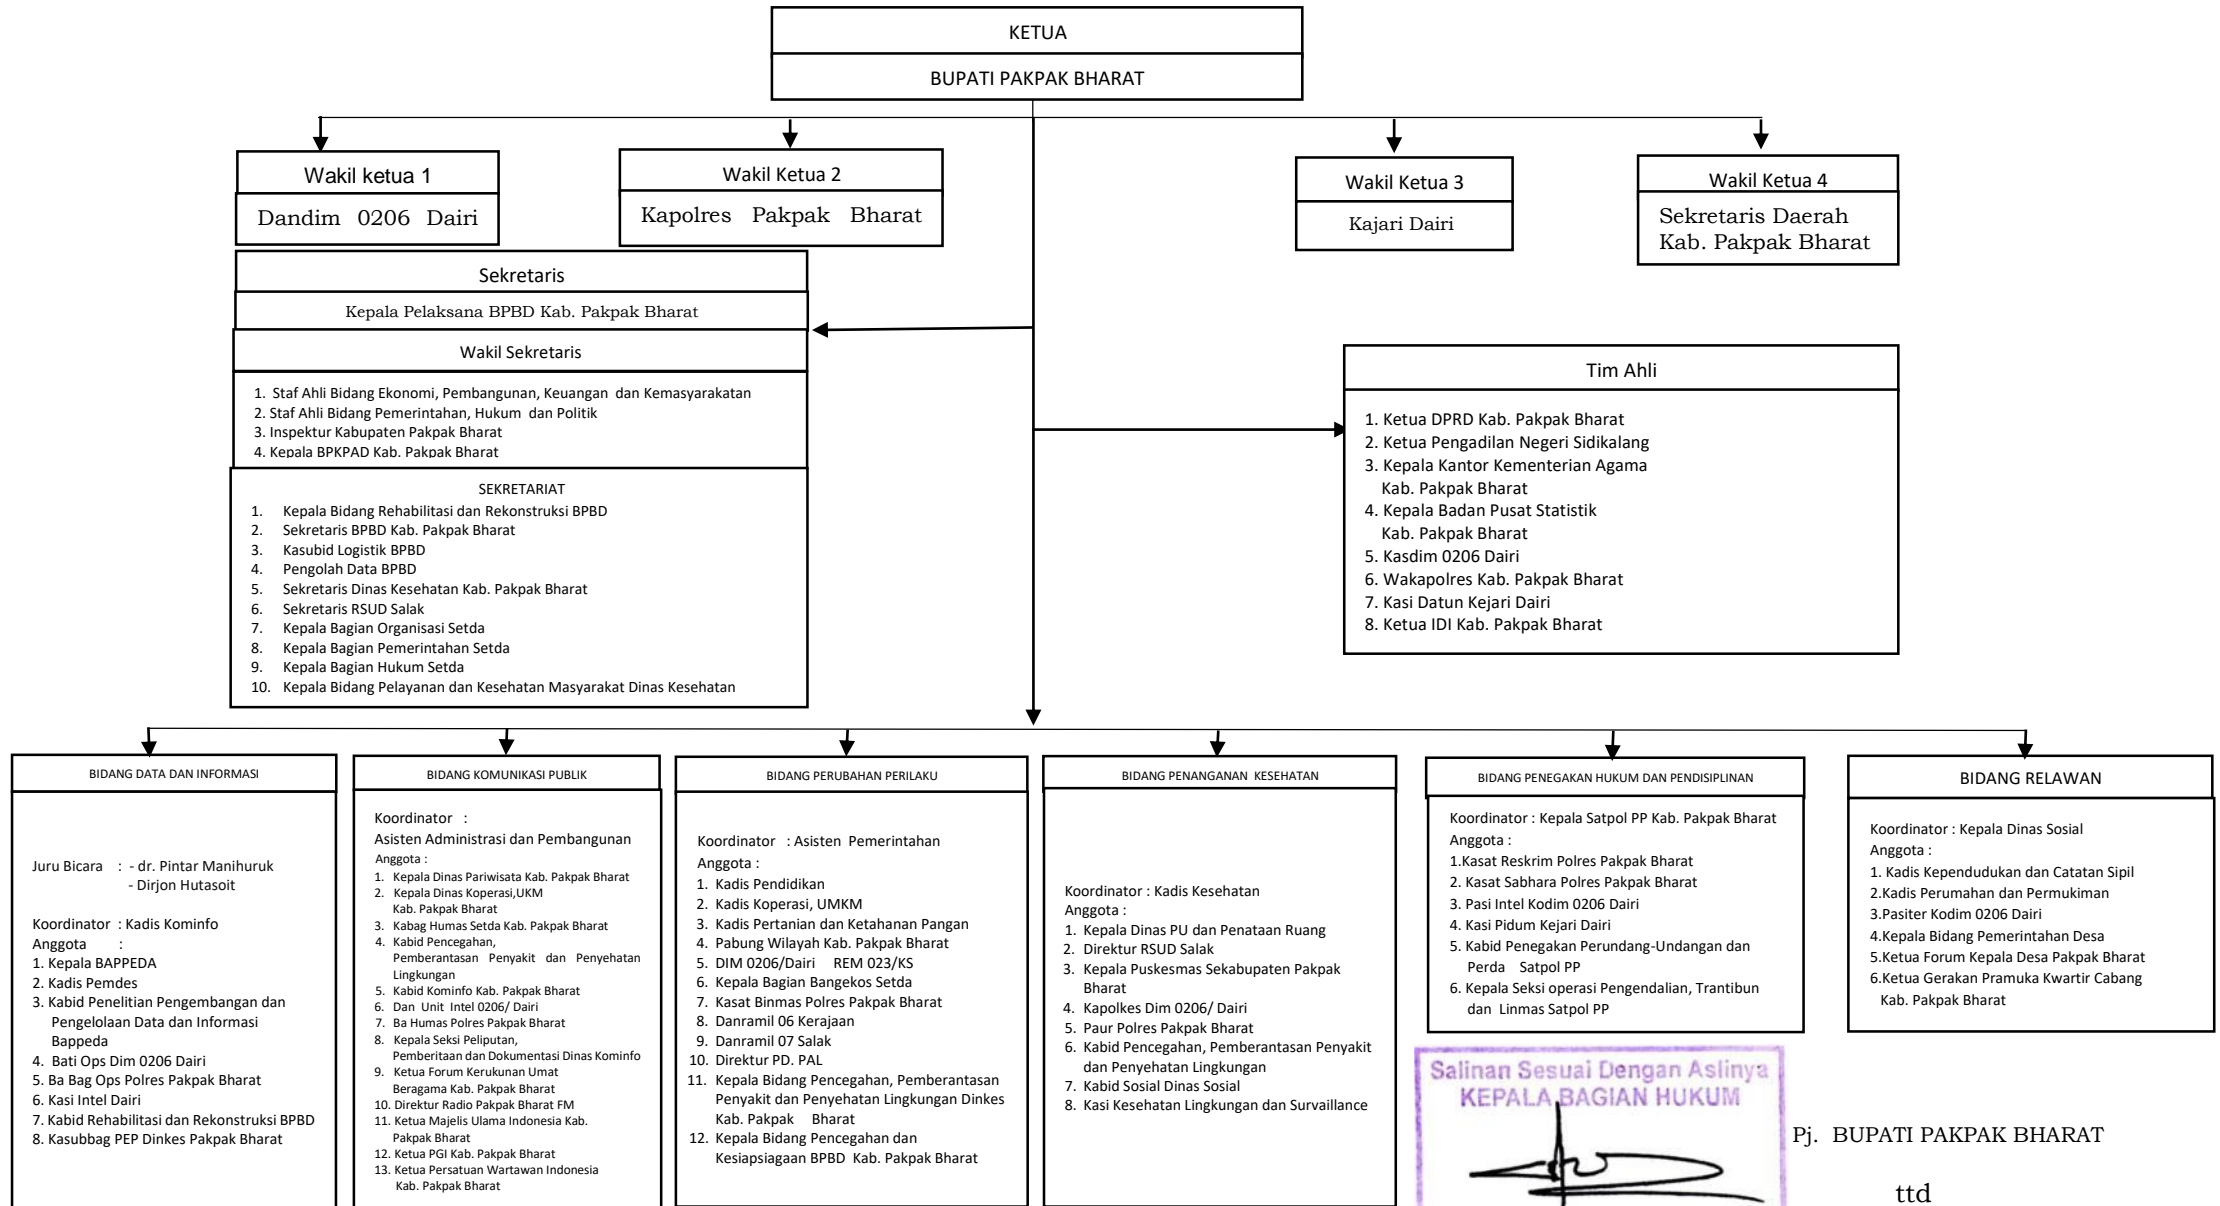 KETUA
BUPATI PAKPAK BHARAT
Wakil ketua 1
Dandim 0206 Dairi
Wakil Ketua 2
Kapolres Pakpak Bharat
Wakil Ketua 3
Kajari Dairi
Wakil Ketua 4
Sekretaris Daerah
Kab. Pakpak Bharat
Sekretaris
Kepala Pelaksana BPBD Kab. Pakpak Bharat
Wakil Sekretaris
1. Staf Ahli Bidang Ekonomi, Pembangunan, Keuangan dan Kemasyarakatan
2. Staf Ahli Bidang Pemerintahan, Hukum dan Politik
3. Inspektur Kabupaten Pakpak Bharat
4. Kepala BPKPAD Kab. Pakpak Bharat
SEKRETARIAT
1. Kepala Bidang Rehabilitasi dan Rekonstruksi BPBD
2. Sekretaris BPBD Kab. Pakpak Bharat
3. Kasubid Logistik BPBD
4. Pengolah Data BPBD
5. Sekretaris Dinas Kesehatan Kab. Pakpak Bharat
6. Sekretaris RSUD Salak
7. Kepala Bagian Organisasi Setda
8. Kepala Bagian Pemerintahan Setda
9. Kepala Bagian Hukum Setda
10. Kepala Bidang Pelayanan dan Kesehatan Masyarakat Dinas Kesehatan
Tim Ahli
1. Ketua DPRD Kab. Pakpak Bharat
2. Ketua Pengadilan Negeri Sidikalang
3. Kepala Kantor Kementerian Agama
Kab. Pakpak Bharat
4. Kepala Badan Pusat Statistik
Kab. Pakpak Bharat
5. Kasdim 0206 Dairi
6. Wakapolres Kab. Pakpak Bharat
7. Kasi Datun Kejari Dairi
8. Ketua IDI Kab. Pakpak Bharat
BIDANG DATA DAN INFORMASI
Juru Bicara : - dr. Pintar Manihuruk
- Dirjon Hutasoit
Koordinator : Kadis Kominfo
Anggota :
1. Kepala BAPPEDA
2. Kadis Pemdes
3. Kabid Penelitian Pengembangan dan
Pengelolaan Data dan Informasi
Bappeda
4. Bati Ops Dim 0206 Dairi
5. Ba Bag Ops Polres Pakpak Bharat
6. Kasi Intel Dairi
7. Kabid Rehabilitasi dan Rekonstruksi BPBD
8. Kasubbag PEP Dinkes Pakpak Bharat
BIDANG KOMUNIKASI PUBLIK
Koordinator :
Asisten Administrasi dan Pembangunan
Anggota :
1. Kepala Dinas Pariwisata Kab. Pakpak Bharat
2. Kepala Dinas Koperasi,UKM
Kab. Pakpak Bharat
3. Kabag Humas Setda Kab. Pakpak Bharat
4. Kabid Pencegahan,
Pemberantasan Penyakit dan Penyehatan
Lingkungan
5. Kabid Kominfo Kab. Pakpak Bharat
6. Dan Unit Intel 0206/ Dairi
7. Ba Humas Polres Pakpak Bharat
8. Kepala Seksi Peliputan,
Pemberitaan dan Dokumentasi Dinas Kominfo
9. Ketua Forum Kerukunan Umat
Beragama Kab. Pakpak Bharat
10. Direktur Radio Pakpak Bharat FM
11. Ketua Majelis Ulama Indonesia Kab.
Pakpak Bharat
12. Ketua PGI Kab. Pakpak Bharat
13. Ketua Persatuan Wartawan Indonesia
Kab. Pakpak Bharat
BIDANG PERUBAHAN PERILAKU
Koordinator : Asisten Pemerintahan
Anggota :
1. Kadis Pendidikan
2. Kadis Koperasi, UMKM
3. Kadis Pertanian dan Ketahanan Pangan
4. Pabung Wilayah Kab. Pakpak Bharat
5. DIM 0206/Dairi REM 023/KS
6. Kepala Bagian Bangekos Setda
7. Kasat Binmas Polres Pakpak Bharat
8. Danramil 06 Kerajaan
9. Danramil 07 Salak
10. Direktur PD. PAL
11. Kepala Bidang Pencegahan, Pemberantasan
Penyakit dan Penyehatan Lingkungan Dinkes
Kab. Pakpak Bharat
12. Kepala Bidang Pencegahan dan
Kesiapsiagaan BPBD Kab. Pakpak Bharat
BIDANG PENANGANAN KESEHATAN
Koordinator : Kadis Kesehatan
Anggota :
1. Kepala Dinas PU dan Penataan Ruang
2. Direktur RSUD Salak
3. Kepala Puskesmas Sekabupaten Pakpak
Bharat
4. Kapolkes Dim 0206/ Dairi
5. Paur Polres Pakpak Bharat
6. Kabid Pencegahan, Pemberantasan Penyakit
dan Penyehatan Lingkungan
7. Kabid Sosial Dinas Sosial
8. Kasi Kesehatan Lingkungan dan Survaillance
BIDANG PENEGAKAN HUKUM DAN PENDISIPLINAN
Koordinator : Kepala Satpol PP Kab. Pakpak Bharat
Anggota :
1.Kasat Reskrim Polres Pakpak Bharat
2. Kasat Sabhara Polres Pakpak Bharat
3. Pasi Intel Kodim 0206 Dairi
4. Kasi Pidum Kejari Dairi
5. Kabid Penegakan Perundang-Undangan dan
Perda Satpol PP
6. Kepala Seksi operasi Pengendalian, Trantibun
dan Linmas Satpol PP
BIDANG RELAWAN
Koordinator : Kepala Dinas Sosial
Anggota :
1. Kadis Kependudukan dan Catatan Sipil
2.Kadis Perumahan dan Permukiman
3.Pasiter Kodim 0206 Dairi
4.Kepala Bidang Pemerintahan Desa
5.Ketua Forum Kepala Desa Pakpak Bharat
6.Ketua Gerakan Pramuka Kwartir Cabang
Kab. Pakpak Bharat
Salinan Sesuai Dengan Aslinya
KEPALA BAGIAN HUKUM
Pj. BUPATI PAKPAK BHARAT
ttd